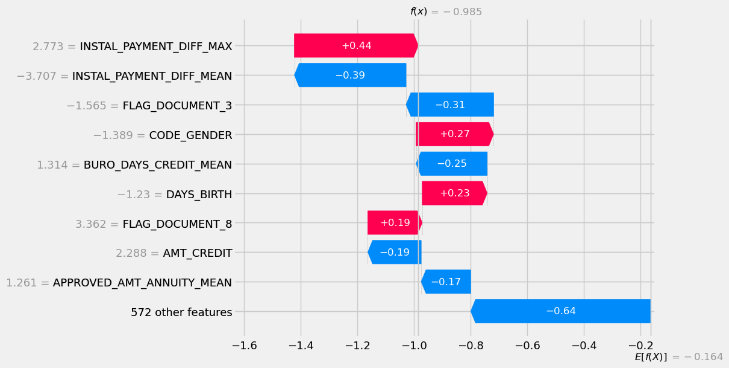 f(x) = −0.985
2.773 = INSTAL_PAYMENT_DIFF_MAX +0.44
−3.707 = INSTAL_PAYMENT_DIFF_MEAN −0.39
−1.565 = FLAG_DOCUMENT_3 −0.31
−1.389 = CODE_GENDER +0.27
1.314 = BURO_DAYS_CREDIT_MEAN −0.25
−1.23 = DAYS_BIRTH +0.23
3.362 = FLAG_DOCUMENT_8 +0.19
2.288 = AMT_CREDIT −0.19
1.261 = APPROVED_AMT_ANNUITY_MEAN −0.17
572 other features −0.64
−1.6 −1.4 −1.2 −1.0 −0.8 −0.6 −0.4 −0.2
E[f(X)] = −0.164